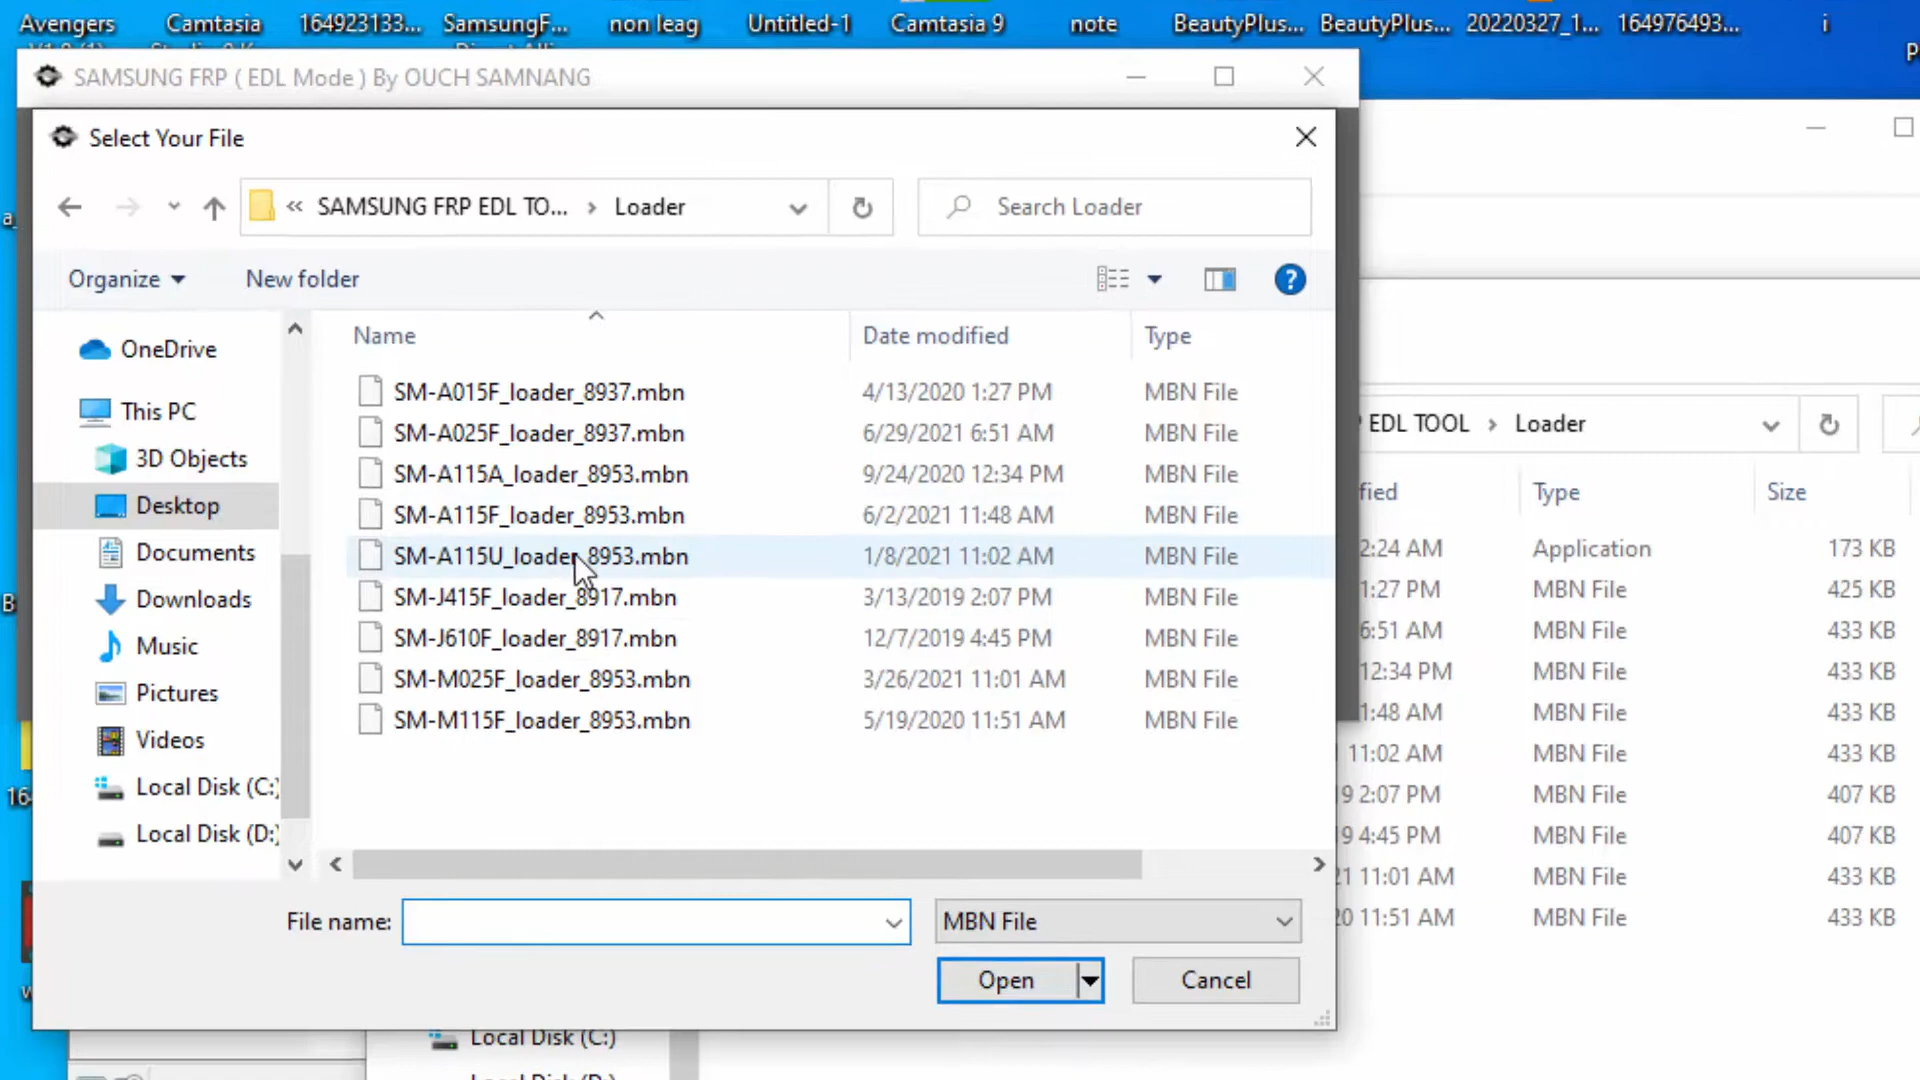 Avengers Camtasia 164923133... SamsungF... non leag Untitled-1 Camtasia 9 note BeautyPlus... BeautyPlus... 20220327_1... 164976493... i
SAMSUNG FRP ( EDL Mode ) By OUCH SAMNANG
Select Your File
« SAMSUNG FRP EDL TO... › Loader
Search Loader
Organize
New folder
Name Date modified Type
OneDrive
This PC
3D Objects
Desktop
Documents
Downloads
Music
Pictures
Videos
Local Disk (C:)
Local Disk (D:)
SM-A015F_loader_8937.mbn 4/13/2020 1:27 PM MBN File
SM-A025F_loader_8937.mbn 6/29/2021 6:51 AM MBN File
SM-A115A_loader_8953.mbn 9/24/2020 12:34 PM MBN File
SM-A115F_loader_8953.mbn 6/2/2021 11:48 AM MBN File
SM-A115U_loader_8953.mbn 1/8/2021 11:02 AM MBN File
SM-J415F_loader_8917.mbn 3/13/2019 2:07 PM MBN File
SM-J610F_loader_8917.mbn 12/7/2019 4:45 PM MBN File
SM-M025F_loader_8953.mbn 3/26/2021 11:01 AM MBN File
SM-M115F_loader_8953.mbn 5/19/2020 11:51 AM MBN File
File name:
MBN File
Open
Cancel
EDL TOOL › Loader
fied Type Size
2:24 AM Application 173 KB
1:27 PM MBN File 425 KB
6:51 AM MBN File 433 KB
12:34 PM MBN File 433 KB
1:48 AM MBN File 433 KB
11:02 AM MBN File 433 KB
9 2:07 PM MBN File 407 KB
9 4:45 PM MBN File 407 KB
21 11:01 AM MBN File 433 KB
20 11:51 AM MBN File 433 KB
Local Disk (C:)